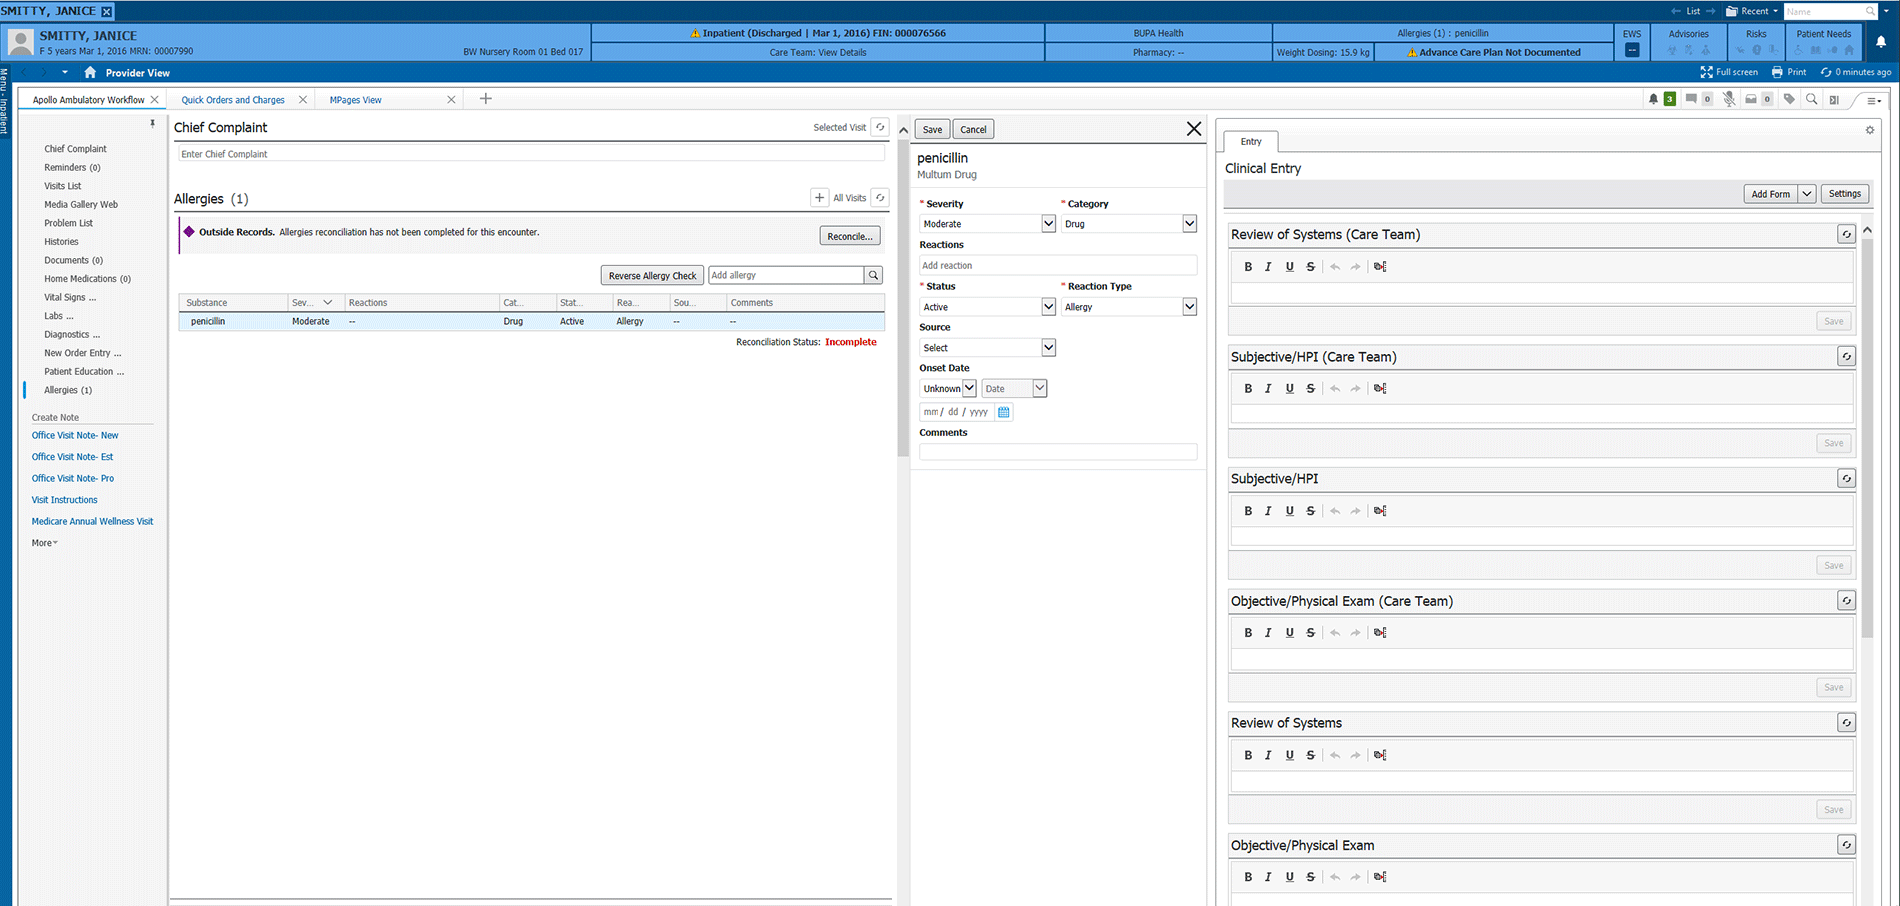 SMITTY, JANICE
List
Recent
Name
SMITTY, JANICE
F 5 years Mar 1, 2016 MRN: 00007990
BW Nursery Room 01 Bed 017
Inpatient (Discharged | Mar 1, 2016) FIN: 000076566
Care Team: View Details
BUPA Health
Pharmacy: --
Allergies (1) : penicillin
Weight Dosing: 15.9 kg
Advance Care Plan Not Documented
EWS
--
Advisories
Risks
Patient Needs
Menu - Inpatient
Provider View
Full screen
Print
0 minutes ago
Apollo Ambulatory Workflow
Quick Orders and Charges
MPages View
3
0
0
Chief Complaint
Reminders (0)
Visits List
Media Gallery Web
Problem List
Histories
Documents (0)
Home Medications (0)
Vital Signs ...
Labs ...
Diagnostics ...
New Order Entry ...
Patient Education ...
Allergies (1)
Create Note
Office Visit Note- New
Office Visit Note- Est
Office Visit Note- Pro
Visit Instructions
Medicare Annual Wellness Visit
More
Chief Complaint
Selected Visit
Enter Chief Complaint
Allergies (1)
All Visits
Outside Records. Allergies reconciliation has not been completed for this encounter.
Reconcile...
Reverse Allergy Check
Add allergy
Substance Sev... Reactions Cat... Stat... Rea... Sou... Comments
penicillin Moderate -- Drug Active Allergy -- --
Reconciliation Status: Incomplete
Save
Cancel
penicillin
Multum Drug
* Severity
* Category
Moderate
Drug
Reactions
Add reaction
* Status
* Reaction Type
Active
Allergy
Source
Select
Onset Date
Unknown
Date
mm/ dd / yyyy
Comments
Entry
Clinical Entry
Add Form
Settings
Review of Systems (Care Team)
B I U S
Save
Subjective/HPI (Care Team)
B I U S
Save
Subjective/HPI
B I U S
Save
Objective/Physical Exam (Care Team)
B I U S
Save
Review of Systems
B I U S
Save
Objective/Physical Exam
B I U S